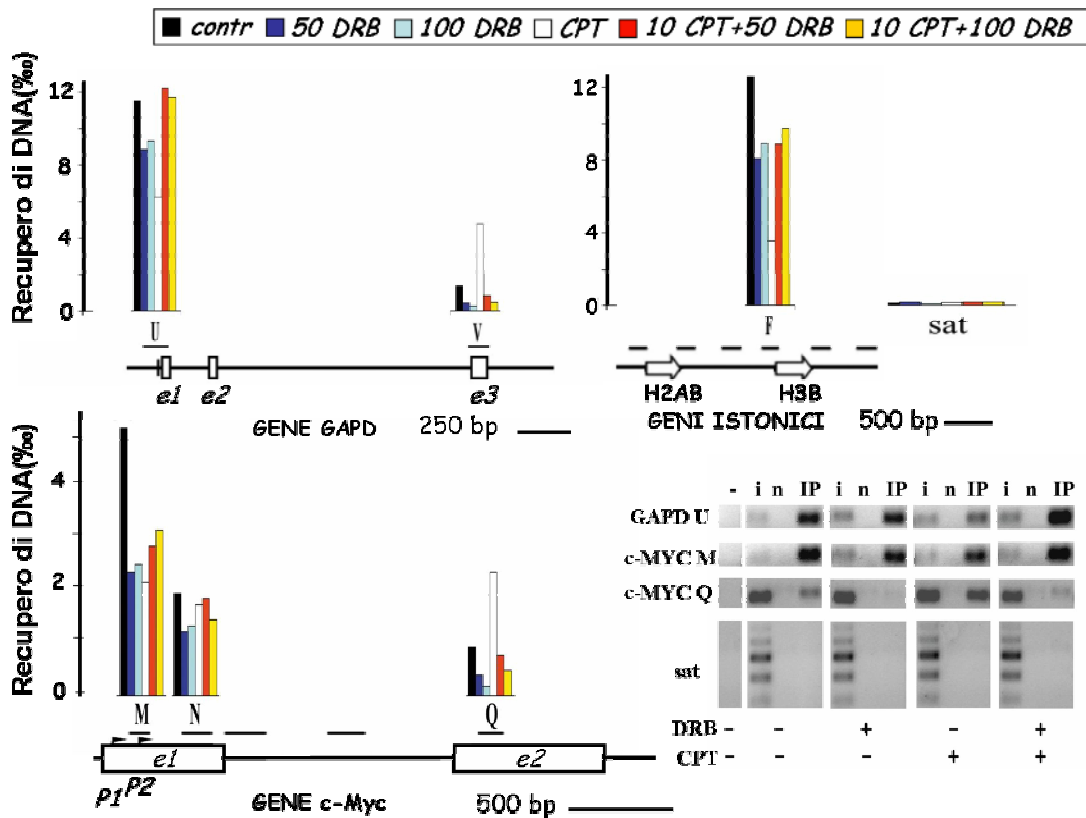 contr 50 DRB 100 DRB CPT 10 CPT+50 DRB 10 CPT+100 DRB
Recupero di DNA(‰)
12
8
4
0
U
V
e1 e2 e3
GENE GAPD 250 bp
12
8
4
0
F
sat
H2AB H3B
GENI ISTONICI 500 bp
Recupero di DNA(‰)
4
2
0
M N Q
e1 e2
P1 P2
GENE c-Myc 500 bp
- i n IP i n IP i n IP i n IP
GAPD U
c-MYC M
c-MYC Q
sat
DRB - - + - +
CPT - - - + +